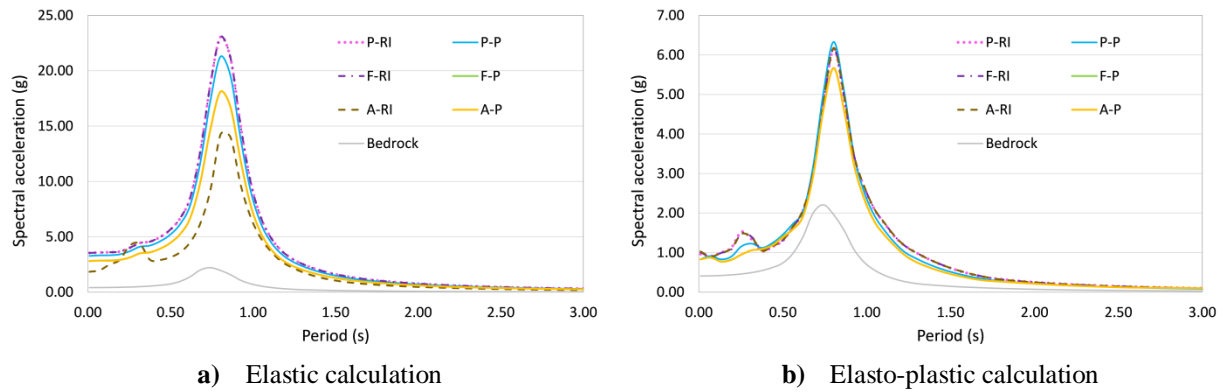 25.00
20.00
15.00
10.00
5.00
0.00
Spectral acceleration (g)
P-RI P-P
F-RI F-P
A-RI A-P
Bedrock
0.00 0.50 1.00 1.50 2.00 2.50 3.00
Period (s)
a) Elastic calculation
7.00
6.00
5.00
4.00
3.00
2.00
1.00
0.00
Spectral acceleration (g)
P-RI P-P
F-RI F-P
A-RI A-P
Bedrock
0.00 0.50 1.00 1.50 2.00 2.50 3.00
Period (s)
b) Elasto-plastic calculation